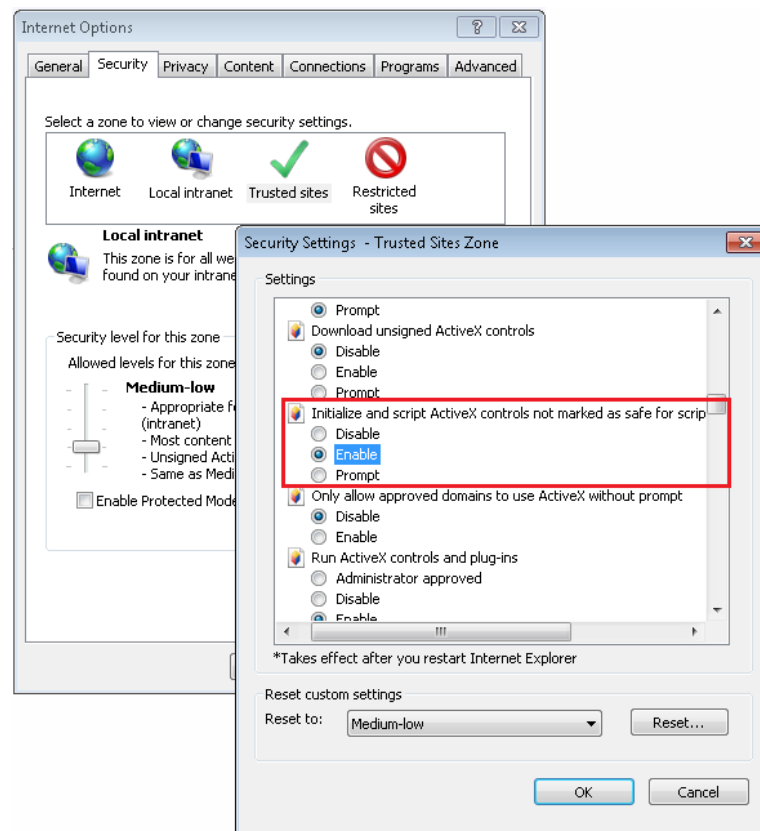 Internet Options
General Security Privacy Content Connections Programs Advanced
Select a zone to view or change security settings.
Internet
Local intranet
Trusted sites
Restricted
sites
Local intranet
This zone is for all we
found on your intrane
Security level for this zone
Allowed levels for this zone
Medium-low
- Appropriate f
(intranet)
- Most content
- Unsigned Acti
- Same as Medi
Enable Protected Mode
Security Settings - Trusted Sites Zone
Settings
Prompt
Download unsigned ActiveX controls
Disable
Enable
Prompt
Initialize and script ActiveX controls not marked as safe for scrip
Disable
Enable
Prompt
Only allow approved domains to use ActiveX without prompt
Disable
Enable
Run ActiveX controls and plug-ins
Administrator approved
Disable
Enable
*Takes effect after you restart Internet Explorer
Reset custom settings
Reset to:
Medium-low
Reset...
OK
Cancel